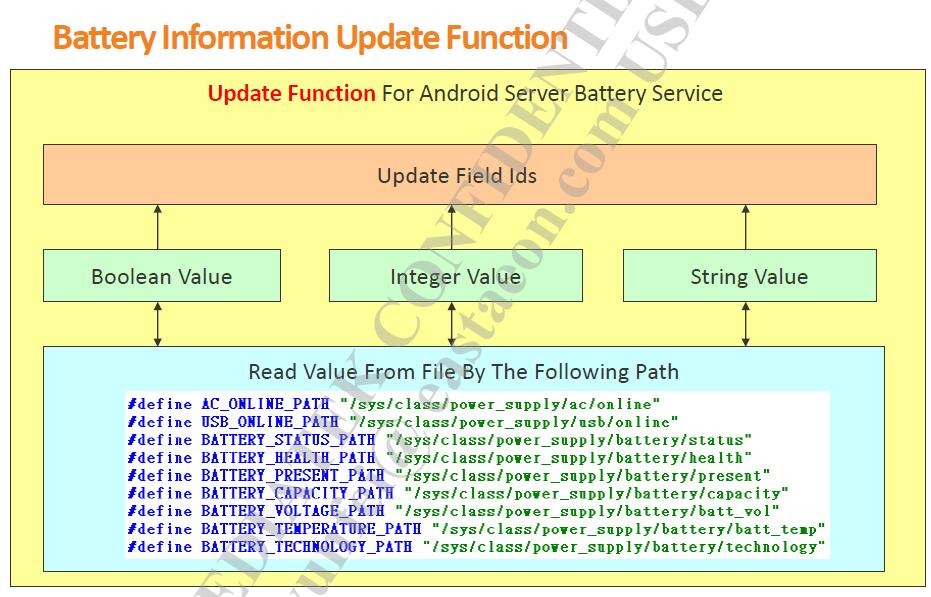 Battery Information Update Function
Update Function For Android Server Battery Service
Update Field Ids
Boolean Value
Integer Value
String Value
Read Value From File By The Following Path
#define AC_ONLINE_PATH "/sys/class/power_supply/ac/online"
#define USB_ONLINE_PATH "/sys/class/power_supply/usb/online"
#define BATTERY_STATUS_PATH "/sys/class/power_supply/battery/status"
#define BATTERY_HEALTH_PATH "/sys/class/power_supply/battery/health"
#define BATTERY_PRESENT_PATH "/sys/class/power_supply/battery/present"
#define BATTERY_CAPACITY_PATH "/sys/class/power_supply/battery/capacity"
#define BATTERY_VOLTAGE_PATH "/sys/class/power_supply/battery/batt_vol"
#define BATTERY_TEMPERATURE_PATH "/sys/class/power_supply/battery/batt_temp"
#define BATTERY_TECHNOLOGY_PATH "/sys/class/power_supply/battery/technology"